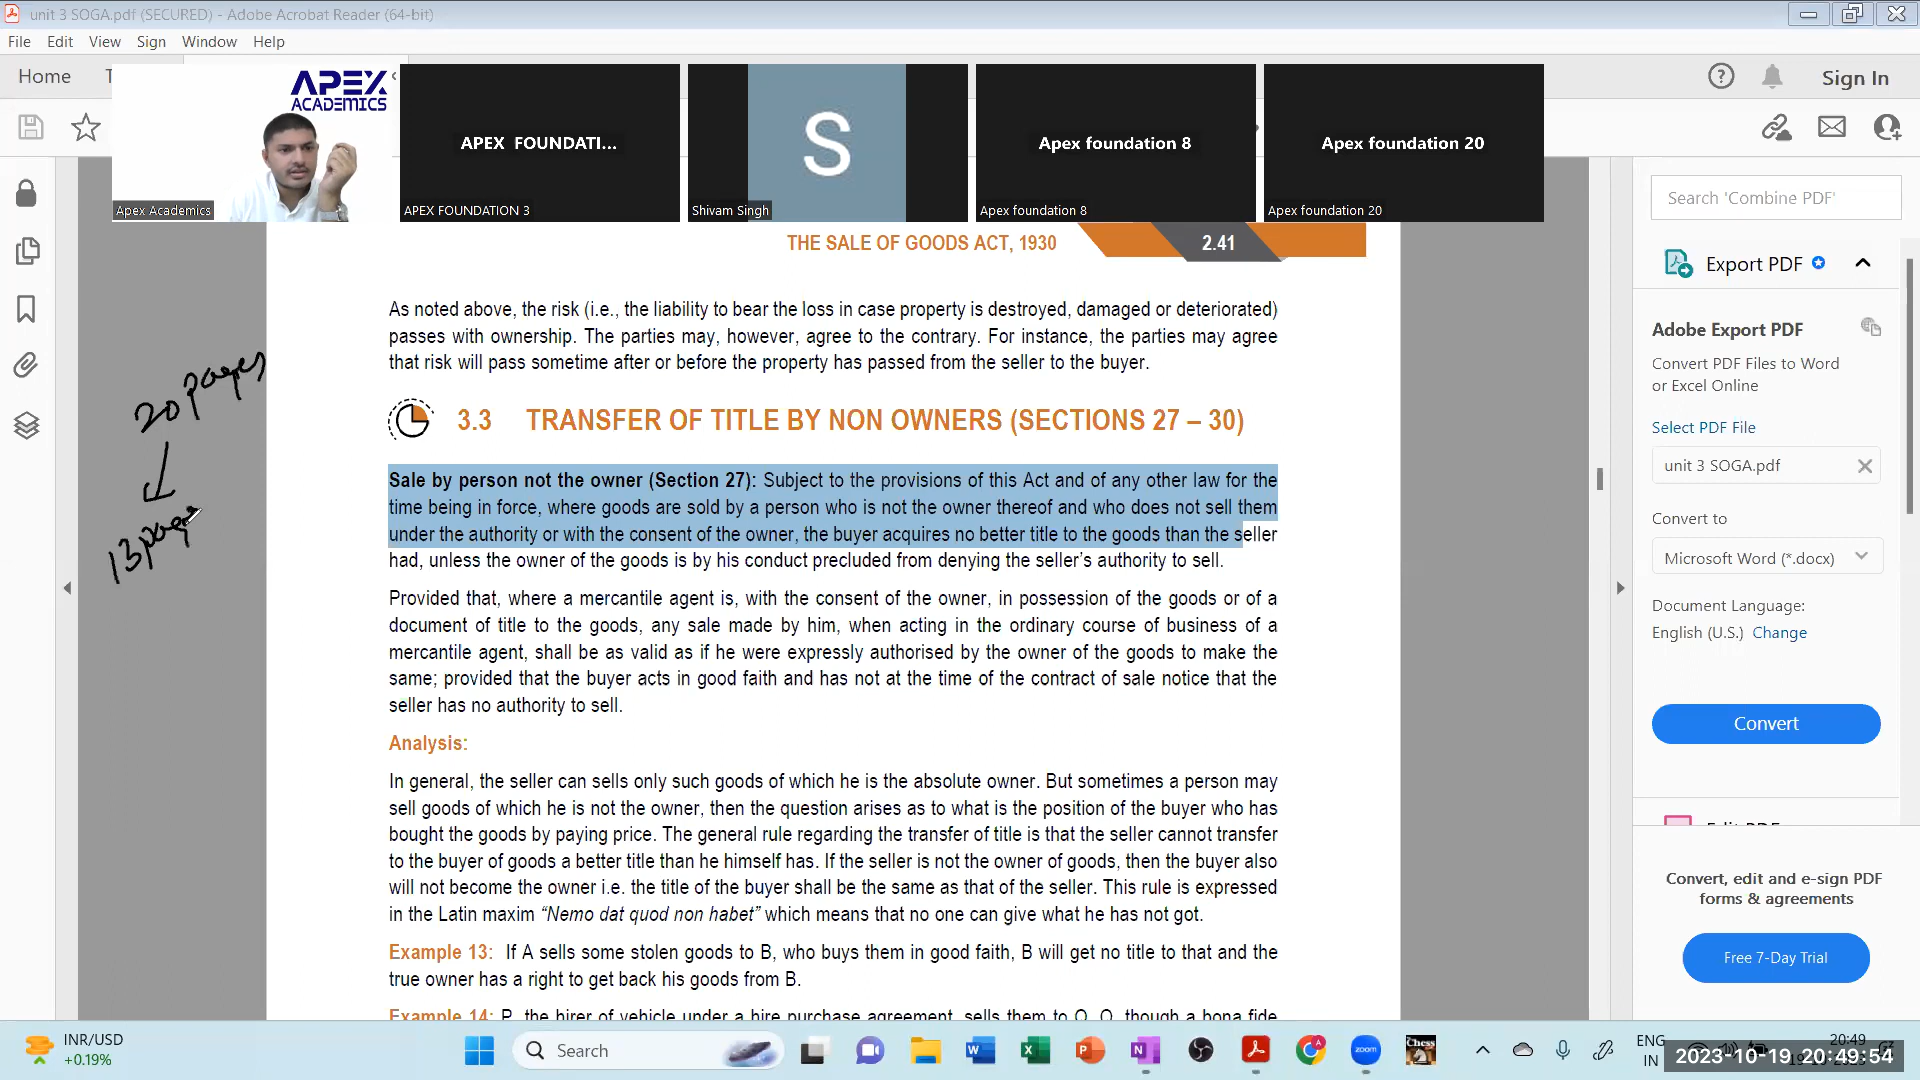 unit 3 SOGA.pdf (SECURED) - Adobe Acrobat Reader (64-bit)
File Edit View Sign Window Help
Home
Sign In
APEX
ACADEMICS
Apex Academics
APEX FOUNDATI...
APEX FOUNDATION 3
S
Shivam Singh
Apex foundation 8
Apex foundation 8
Apex foundation 20
Apex foundation 20
THE SALE OF GOODS ACT, 1930
2.41
As noted above, the risk (i.e., the liability to bear the loss in case property is destroyed, damaged or deteriorated)
passes with ownership. The parties may, however, agree to the contrary. For instance, the parties may agree
that risk will pass sometime after or before the property has passed from the seller to the buyer.
20 pages
13 pages
3.3 TRANSFER OF TITLE BY NON OWNERS (SECTIONS 27 – 30)
Sale by person not the owner (Section 27): Subject to the provisions of this Act and of any other law for the
time being in force, where goods are sold by a person who is not the owner thereof and who does not sell them
under the authority or with the consent of the owner, the buyer acquires no better title to the goods than the seller
had, unless the owner of the goods is by his conduct precluded from denying the seller’s authority to sell.
Provided that, where a mercantile agent is, with the consent of the owner, in possession of the goods or of a
document of title to the goods, any sale made by him, when acting in the ordinary course of business of a
mercantile agent, shall be as valid as if he were expressly authorised by the owner of the goods to make the
same; provided that the buyer acts in good faith and has not at the time of the contract of sale notice that the
seller has no authority to sell.
Analysis:
In general, the seller can sells only such goods of which he is the absolute owner. But sometimes a person may
sell goods of which he is not the owner, then the question arises as to what is the position of the buyer who has
bought the goods by paying price. The general rule regarding the transfer of title is that the seller cannot transfer
to the buyer of goods a better title than he himself has. If the seller is not the owner of goods, then the buyer also
will not become the owner i.e. the title of the buyer shall be the same as that of the seller. This rule is expressed
in the Latin maxim “Nemo dat quod non habet” which means that no one can give what he has not got.
Example 13: If A sells some stolen goods to B, who buys them in good faith, B will get no title to that and the
true owner has a right to get back his goods from B.
Example 14: P, the hirer of vehicle under a hire purchase agreement, sells them to Q. Q, though a bona fide
Search 'Combine PDF'
Export PDF
Adobe Export PDF
Convert PDF Files to Word
or Excel Online
Select PDF File
unit 3 SOGA.pdf
Convert to
Microsoft Word (*.docx)
Document Language:
English (U.S.) Change
Convert
Edit PDF
Convert, edit and e-sign PDF
forms & agreements
Free 7-Day Trial
INR/USD
+0.19%
Search
zoom
Chess
ENG
IN
20:49
2023-10-19 20:49:54